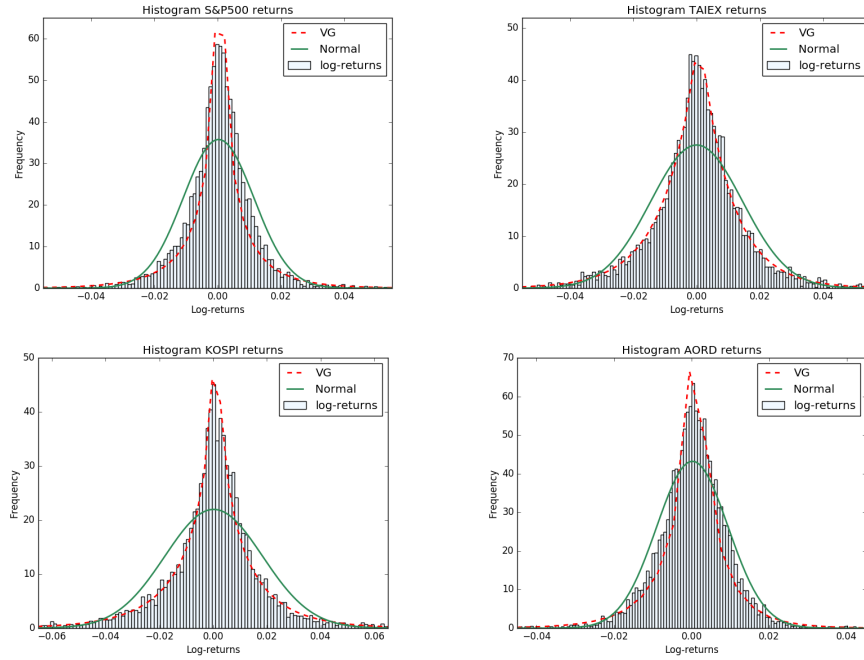 Histogram S&P500 returns
60
50
40
30
20
10
0
Frequency
VG
Normal
log-returns
−0.04 −0.02 0.00 0.02 0.04
Log-returns
Histogram TAIEX returns
50
40
30
20
10
0
Frequency
VG
Normal
log-returns
−0.04 −0.02 0.00 0.02 0.04
Log-returns
Histogram KOSPI returns
50
40
30
20
10
0
Frequency
VG
Normal
log-returns
−0.06 −0.04 −0.02 0.00 0.02 0.04 0.06
Log-returns
Histogram AORD returns
70
60
50
40
30
20
10
0
Frequency
VG
Normal
log-returns
−0.04 −0.02 0.00 0.02 0.04
Log-returns